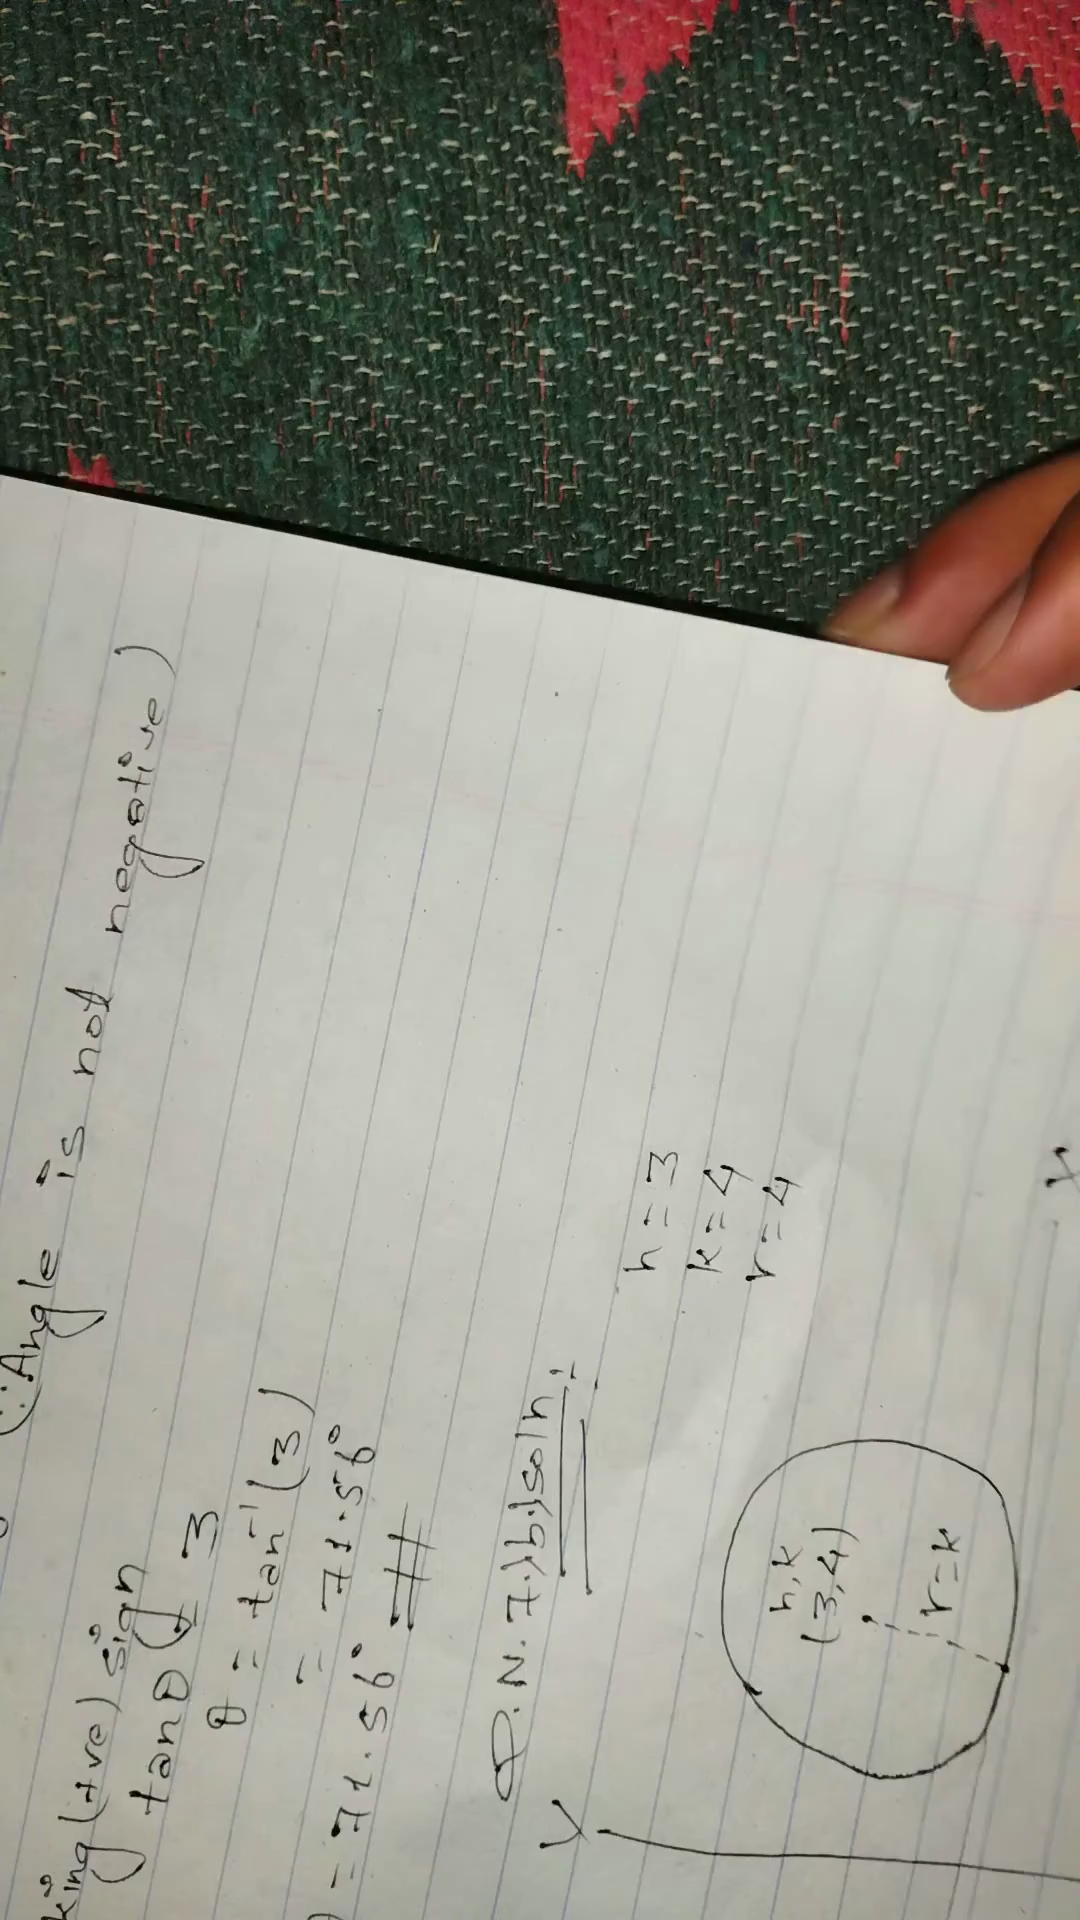 (∵Angle is not negative)
king (+ve) sign
tanθ = 3
θ = tan⁻¹(3)
= 71.56°
= 71.56°
Q.N.7.)b.)soln:
h = 3
k = 4
r = 4
Y
h,k
(3,4)
r=k
X